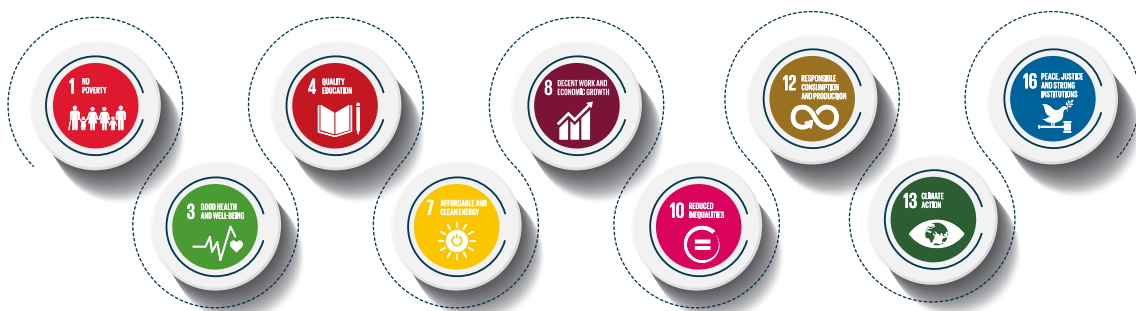 1 NO
POVERTY
3 GOOD HEALTH
AND WELL-BEING
4 QUALITY
EDUCATION
7 AFFORDABLE AND
CLEAN ENERGY
8 DECENT WORK AND
ECONOMIC GROWTH
10 REDUCED
INEQUALITIES
12 RESPONSIBLE
CONSUMPTION
AND PRODUCTION
13 CLIMATE
ACTION
16 PEACE, JUSTICE
AND STRONG
INSTITUTIONS